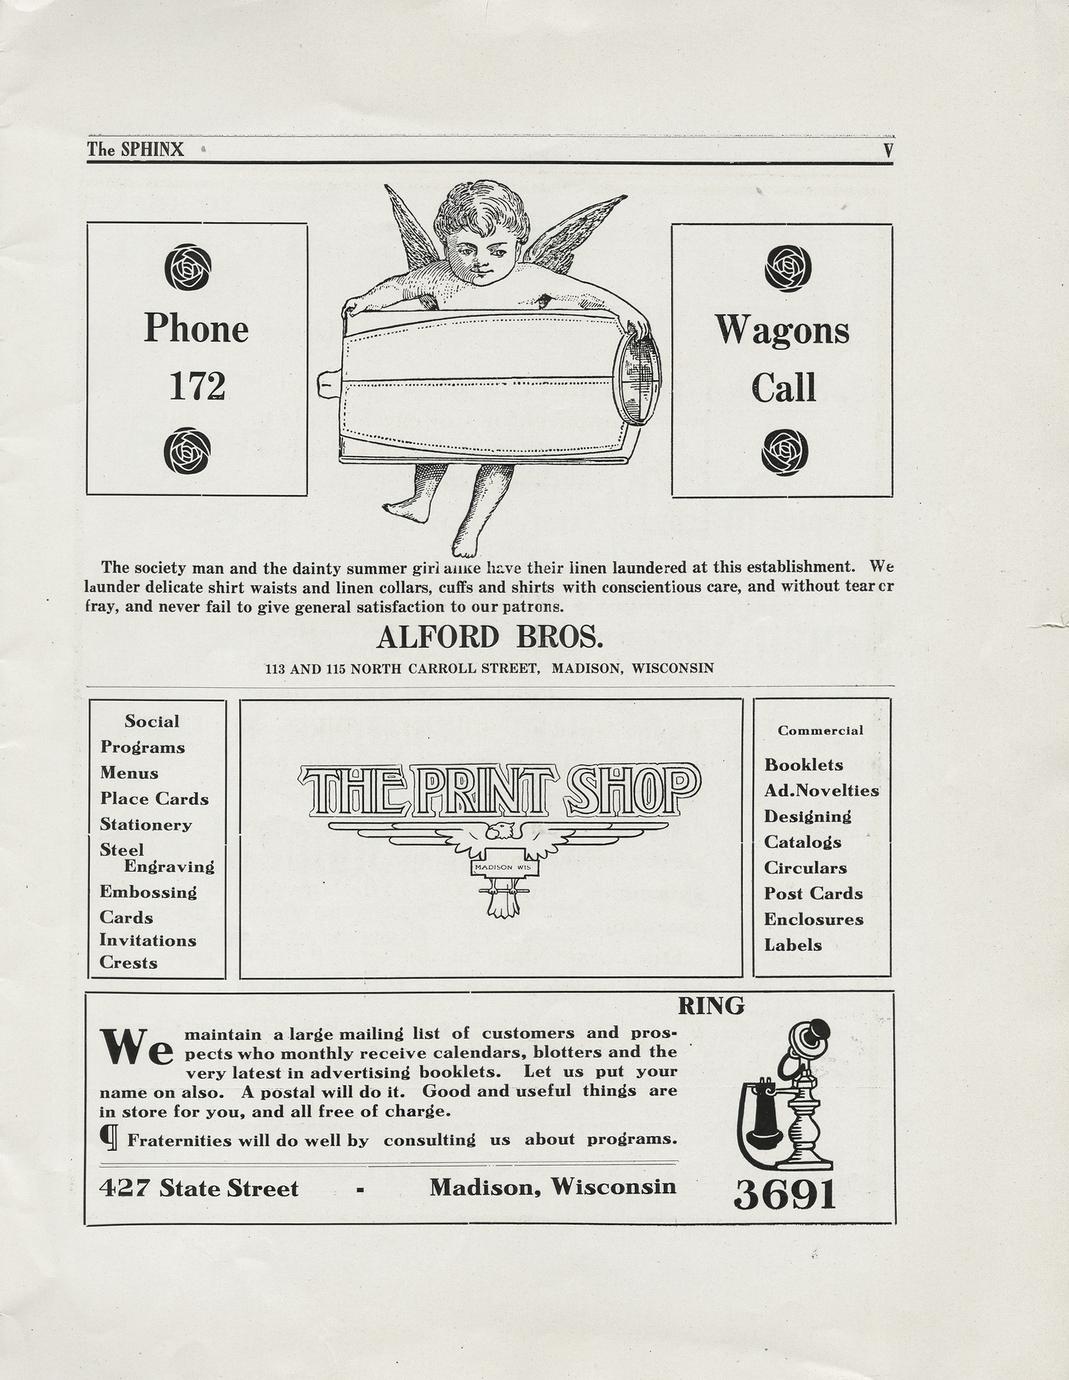 The SPHINX V
Phone
172
Wagons
Call
The society man and the dainty summer girl alike have their linen laundered at this establishment. We
launder delicate shirt waists and linen collars, cuffs and shirts with conscientious care, and without tear or
fray, and never fail to give general satisfaction to our patrons.
ALFORD BROS.
113 AND 115 NORTH CARROLL STREET, MADISON, WISCONSIN
Social
Programs
Menus
Place Cards
Stationery
Steel
Engraving
Embossing
Cards
Invitations
Crests
THE PRINT SHOP
MADISON WIS
Commercial
Booklets
Ad.Novelties
Designing
Catalogs
Circulars
Post Cards
Enclosures
Labels
RING
We maintain a large mailing list of customers and pros-
pects who monthly receive calendars, blotters and the
very latest in advertising booklets. Let us put your
name on also. A postal will do it. Good and useful things are
in store for you, and all free of charge.
¶ Fraternities will do well by consulting us about programs.
427 State Street - Madison, Wisconsin
3691